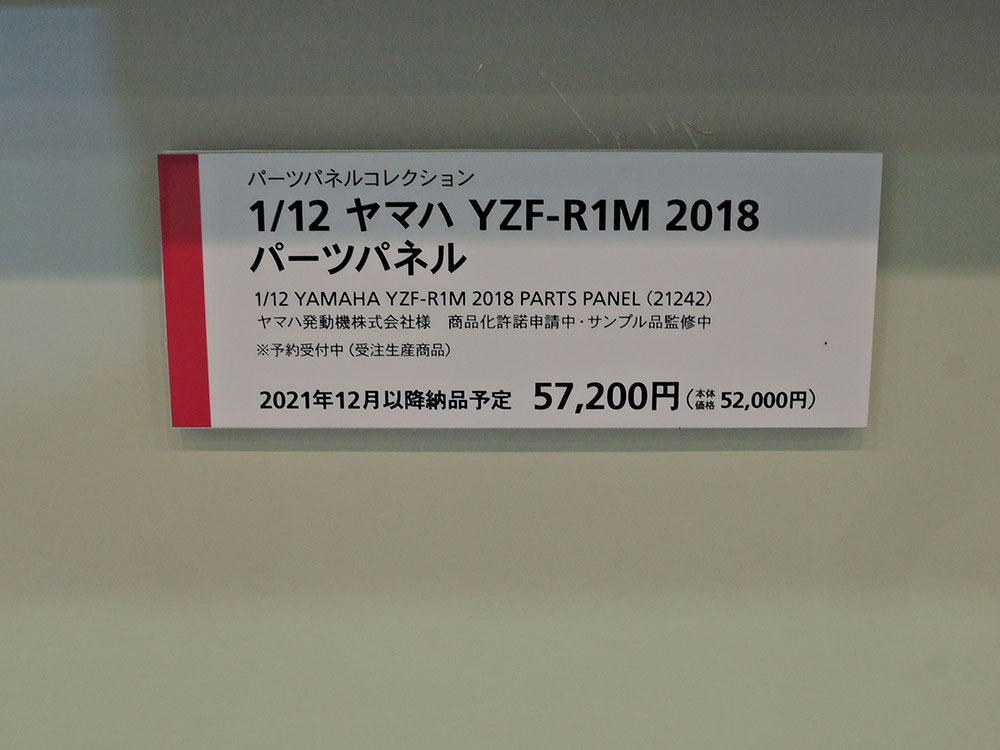 パーツパネルコレクション
1/12 ヤマハ YZF-R1M 2018
パーツパネル
1/12 YAMAHA YZF-R1M 2018 PARTS PANEL (21242)
ヤマハ発動機株式会社様　商品化許諾申請中・サンプル品監修中
※予約受付中（受注生産商品）
2021年12月以降納品予定　57,200円（本体価格 52,000円）